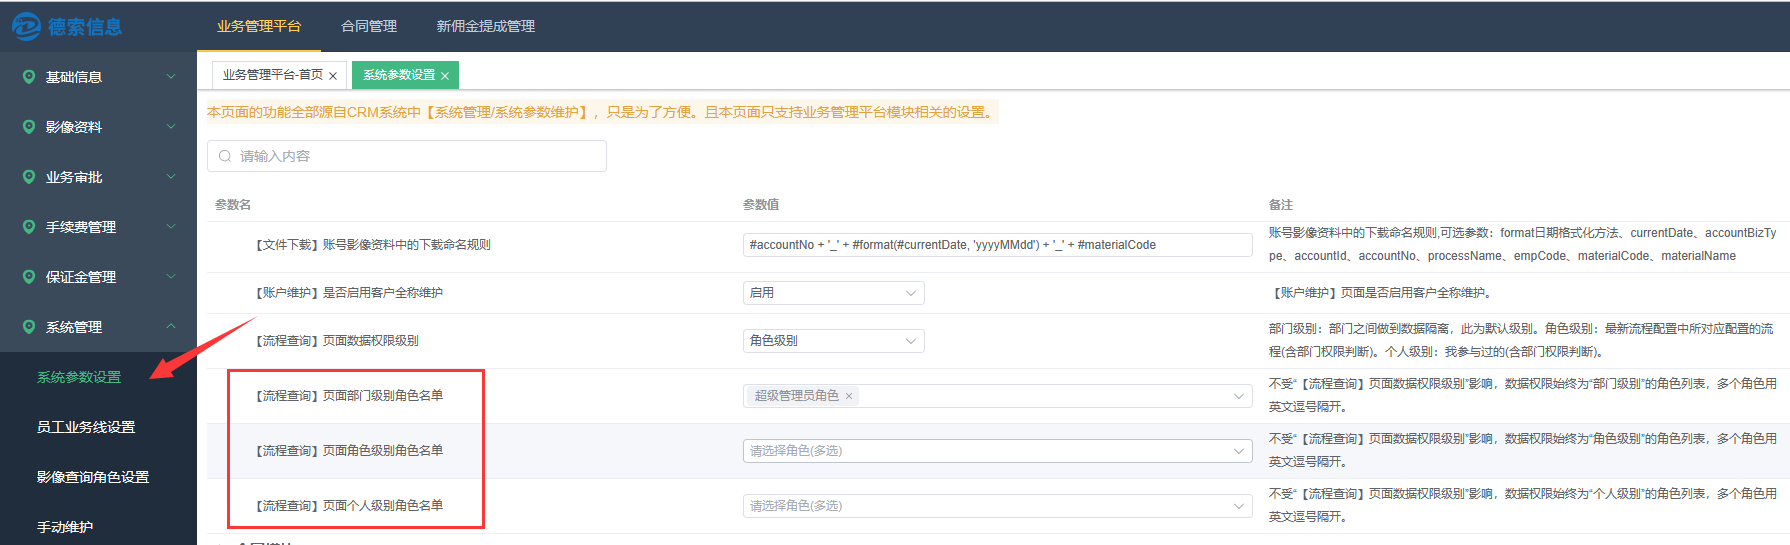 德索信息
业务管理平台
合同管理
新佣金提成管理
基础信息
影像资料
业务审批
手续费管理
保证金管理
系统管理
系统参数设置
员工业务线设置
影像查询角色设置
手动维护
业务管理平台-首页 ×
系统参数设置 ×
本页面的功能全部源自CRM系统中【系统管理/系统参数维护】，只是为了方便。且本页面只支持业务管理平台模块相关的设置。
请输入内容
参数名
参数值
备注
【文件下载】账号影像资料中的下载命名规则
#accountNo + '_' + #format(#currentDate, 'yyyyMMdd') + '_' + #materialCode
账号影像资料中的下载命名规则,可选参数：format日期格式化方法、currentDate、accountBizTy
pe、accountId、accountNo、processName、empCode、materialCode、materialName
【账户维护】是否启用客户全称维护
启用
【账户维护】页面是否启用客户全称维护。
【流程查询】页面数据权限级别
角色级别
部门级别：部门之间做到数据隔离，此为默认级别。角色级别：最新流程配置中所对应配置的流
程(含部门权限判断)。个人级别：我参与过的(含部门权限判断)。
【流程查询】页面部门级别角色名单
超级管理员角色 ×
不受“【流程查询】页面数据权限级别”影响，数据权限始终为“部门级别”的角色列表，多个角色用
英文逗号隔开。
【流程查询】页面角色级别角色名单
请选择角色(多选)
不受“【流程查询】页面数据权限级别”影响，数据权限始终为“角色级别”的角色列表，多个角色用
英文逗号隔开。
【流程查询】页面个人级别角色名单
请选择角色(多选)
不受“【流程查询】页面数据权限级别”影响，数据权限始终为“个人级别”的角色列表，多个角色用
英文逗号隔开。